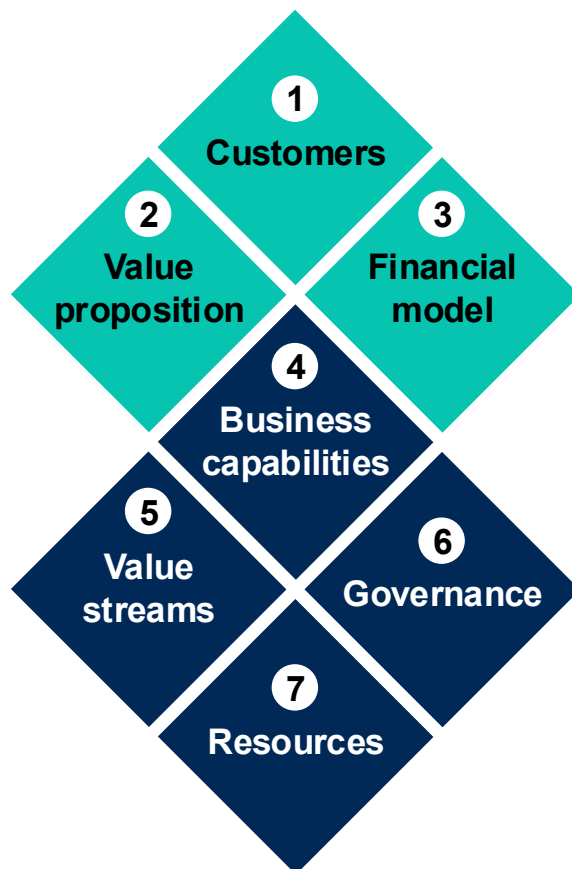 1
Customers
2
Value
proposition
3
Financial
model
4
Business
capabilities
5
Value
streams
6
Governance
7
Resources